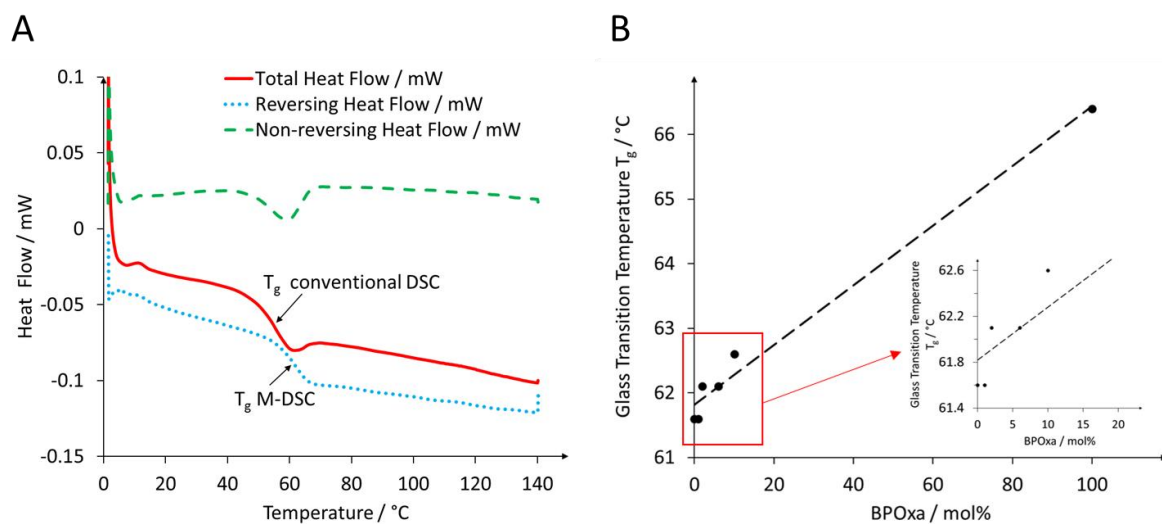 A
Total Heat Flow / mW
Reversing Heat Flow / mW
Non-reversing Heat Flow / mW
0.1
0.05
0
-0.05
-0.1
-0.15
Heat Flow / mW
Tg conventional DSC
Tg M-DSC
0 20 40 60 80 100 120 140
Temperature / °C
B
66
65
64
63
62
61
Glass Transition Temperature Tg / °C
0 20 40 60 80 100
BPOxa / mol%
62.6
62.2
61.8
61.4
Glass Transition Temperature
Tg / °C
0 5 10 15 20
BPOxa / mol%